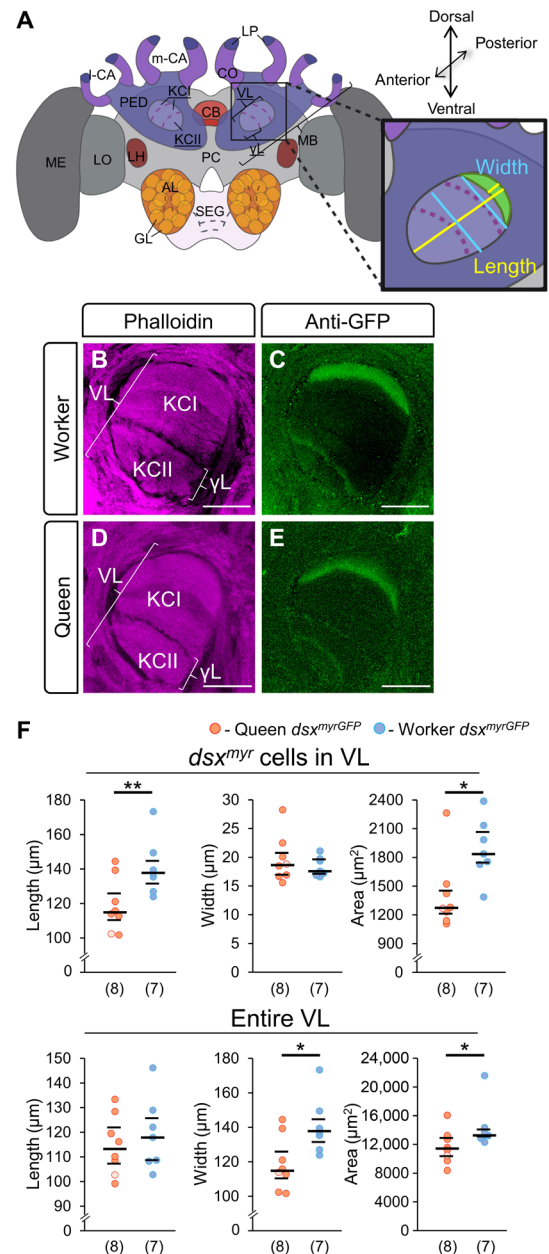 A
LP
Dorsal
Posterior
Anterior
Ventral
m-CA
l-CA
CO
KCI
VL
PED
CB
KCII
γL
MB
ME
LO
LH
PC
AL
SEG
GL
Width
Length
Phalloidin
Anti-GFP
Worker
B
VL
KCI
KCII
γL
C
Queen
D
VL
KCI
KCII
γL
E
F
- Queen dsxmyrGFP
- Worker dsxmyrGFP
dsxmyr cells in VL
Length (μm)
180
160
140
120
100
0
**
(8) (7)
Width (μm)
30
25
20
15
10
5
0
(8) (7)
Area (μm²)
2400
2100
1800
1500
1200
900
0
*
(8) (7)
Entire VL
Length (μm)
150
140
130
120
110
100
90
0
(8) (7)
Width (μm)
180
160
140
120
100
0
*
(8) (7)
Area (μm²)
24,000
20,000
16,000
12,000
8000
4000
0
*
(8) (7)